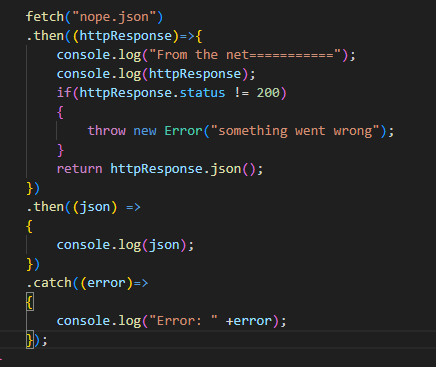 fetch("nope.json")
.then((httpResponse)=>{
    console.log("From the net===========");
    console.log(httpResponse);
    if(httpResponse.status != 200)
    {
        throw new Error("something went wrong");
    }
    return httpResponse.json();
})
.then((json) =>
{
    console.log(json);
})
.catch((error)=>
{
    console.log("Error: " +error);
});